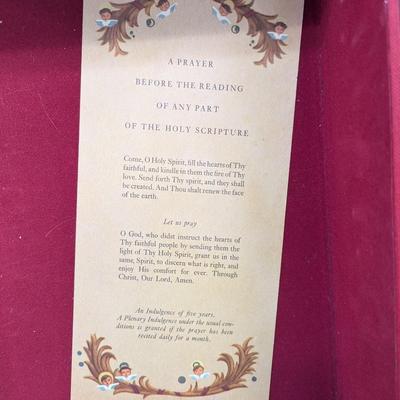 A PRAYER
BEFORE THE READING
OF ANY PART
OF THE HOLY SCRIPTURE
Come, O Holy Spirit, fill the hearts of Thy
faithful, and kindle in them the fire of Thy
love. Send forth Thy spirit, and they shall
be created. And Thou shalt renew the face
of the earth.
Let us pray
O God, who didst instruct the hearts of
Thy faithful people by sending them the
light of Thy Holy Spirit, grant us in the
same, Spirit, to discern what is right, and
enjoy His comfort for ever. Through
Christ, Our Lord, Amen.
An Indulgence of five years.
A Plenary Indulgence under the usual con-
ditions is granted if the prayer has been
recited daily for a month.